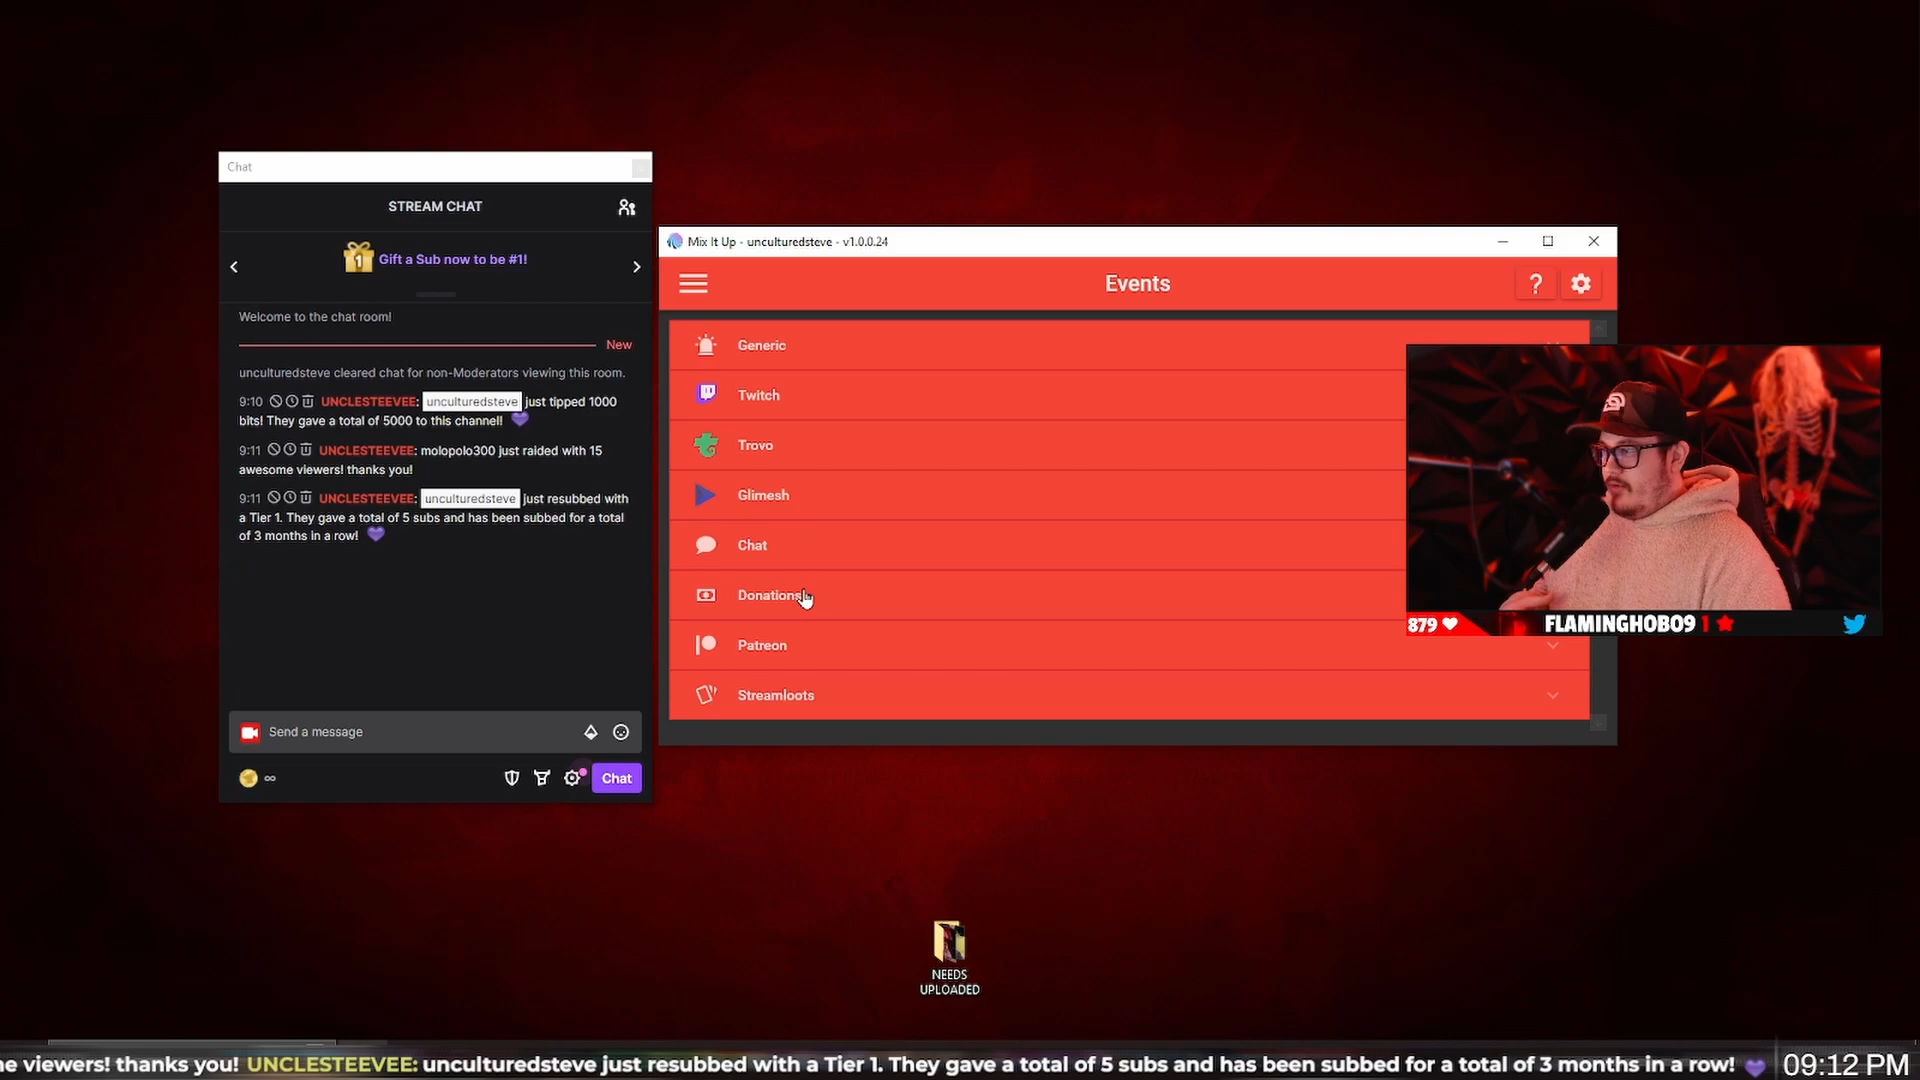 Chat
STREAM CHAT
1
Gift a Sub now to be #1!
Welcome to the chat room!
New
unculturedsteve cleared chat for non-Moderators viewing this room.
9:10 UNCLESTEEVEE: unculturedsteve just tipped 1000
bits! They gave a total of 5000 to this channel!
9:11 UNCLESTEEVEE: molopolo300 just raided with 15
awesome viewers! thanks you!
9:11 UNCLESTEEVEE: unculturedsteve just resubbed with
a Tier 1. They gave a total of 5 subs and has been subbed for a total
of 3 months in a row!
Send a message
∞
Chat
Mix It Up - unculturedsteve - v1.0.0.24
Events
?
Generic
Twitch
Trovo
Glimesh
Chat
Donations
Patreon
Streamloots
879
FLAMINGHOBO9 1
NEEDS
UPLOADED
he viewers! thanks you! UNCLESTEEVEE: unculturedsteve just resubbed with a Tier 1. They gave a total of 5 subs and has been subbed for a total of 3 months in a row!
09:12 PM